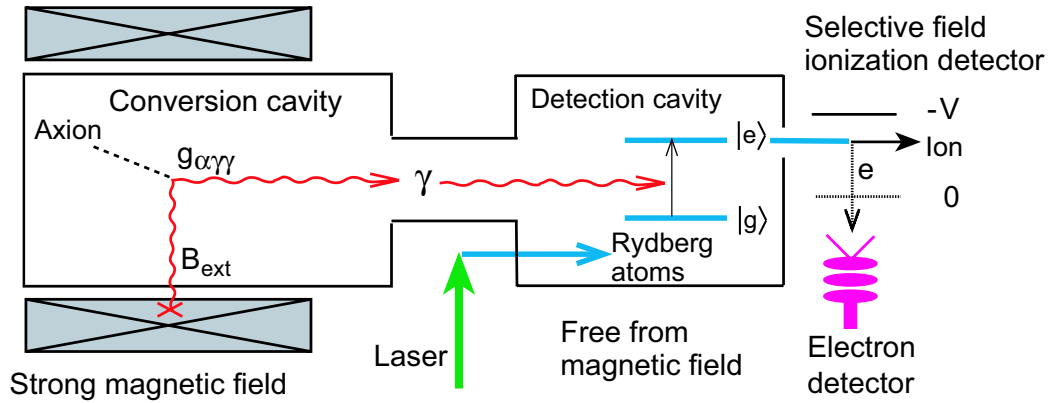 Selective field
ionization detector
Conversion cavity
Detection cavity
-V
Axion
|e⟩
Ion
gαγγ
γ
e
0
|g⟩
Bext
Rydberg
atoms
Laser
Free from
magnetic field
Electron
detector
Strong magnetic field